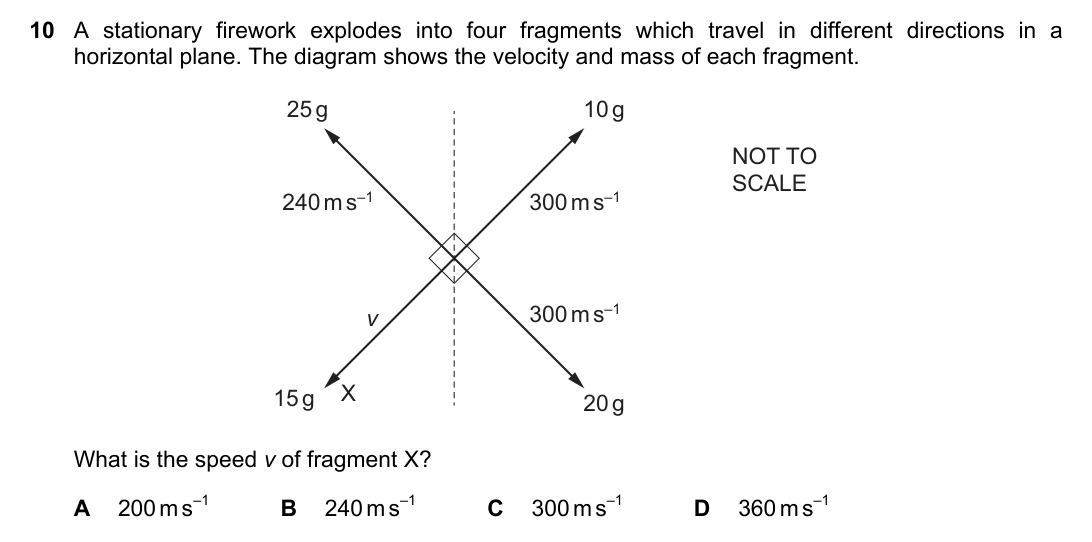 10 A stationary firework explodes into four fragments which travel in different directions in a
horizontal plane. The diagram shows the velocity and mass of each fragment.
25 g
10 g
NOT TO
SCALE
240 m s⁻¹
300 m s⁻¹
v
300 m s⁻¹
15 g
X
20 g
What is the speed v of fragment X?
A 200 m s⁻¹ B 240 m s⁻¹ C 300 m s⁻¹ D 360 m s⁻¹